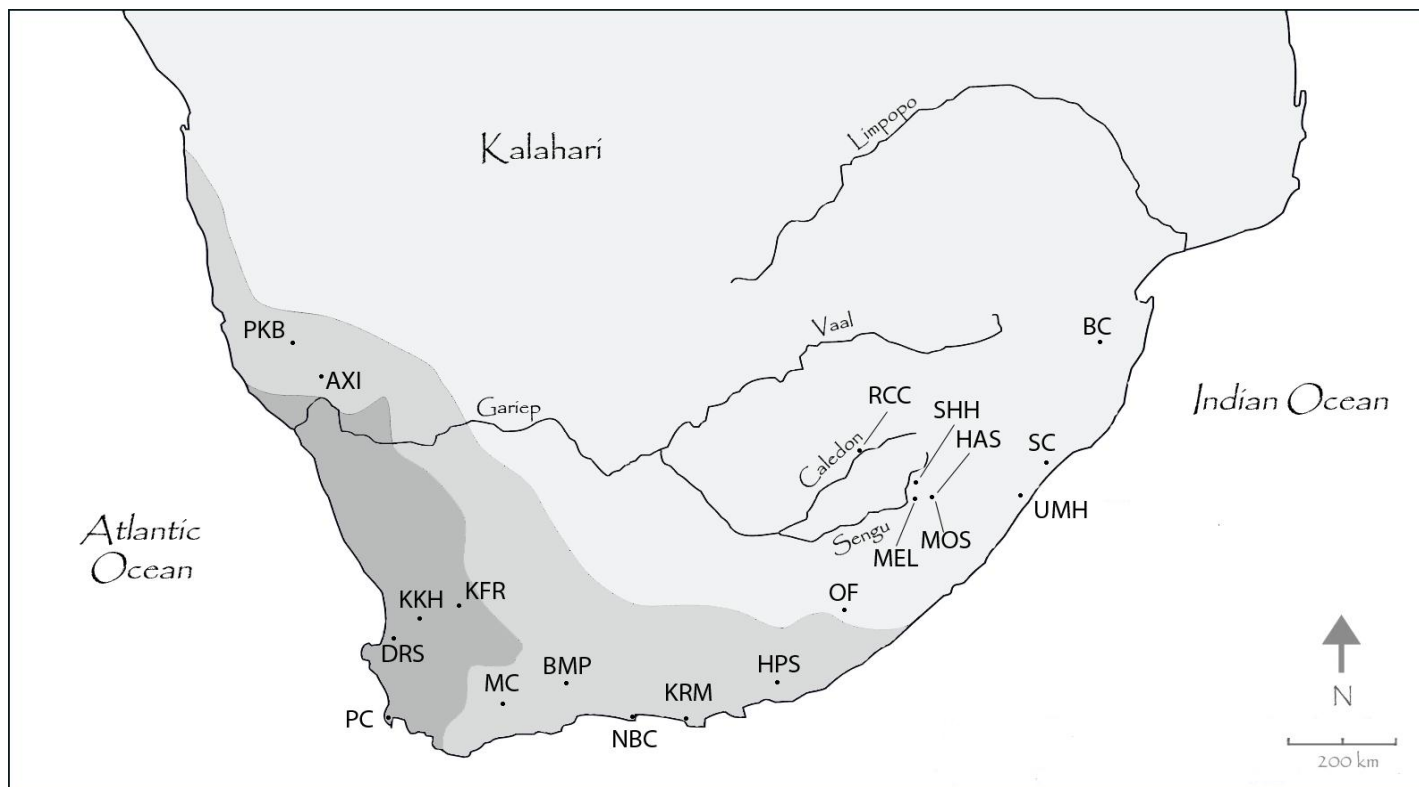 Limpopo
Kalahari
PKB
Vaal
BC
AXI
RCC
SHH
Gariep
Indian Ocean
HAS
Caledon
SC
UMH
Atlantic
Ocean
Sengu
MOS
MEL
KFR
OF
KKH
DRS
BMP
HPS
MC
KRM
N
PC
NBC
200 km